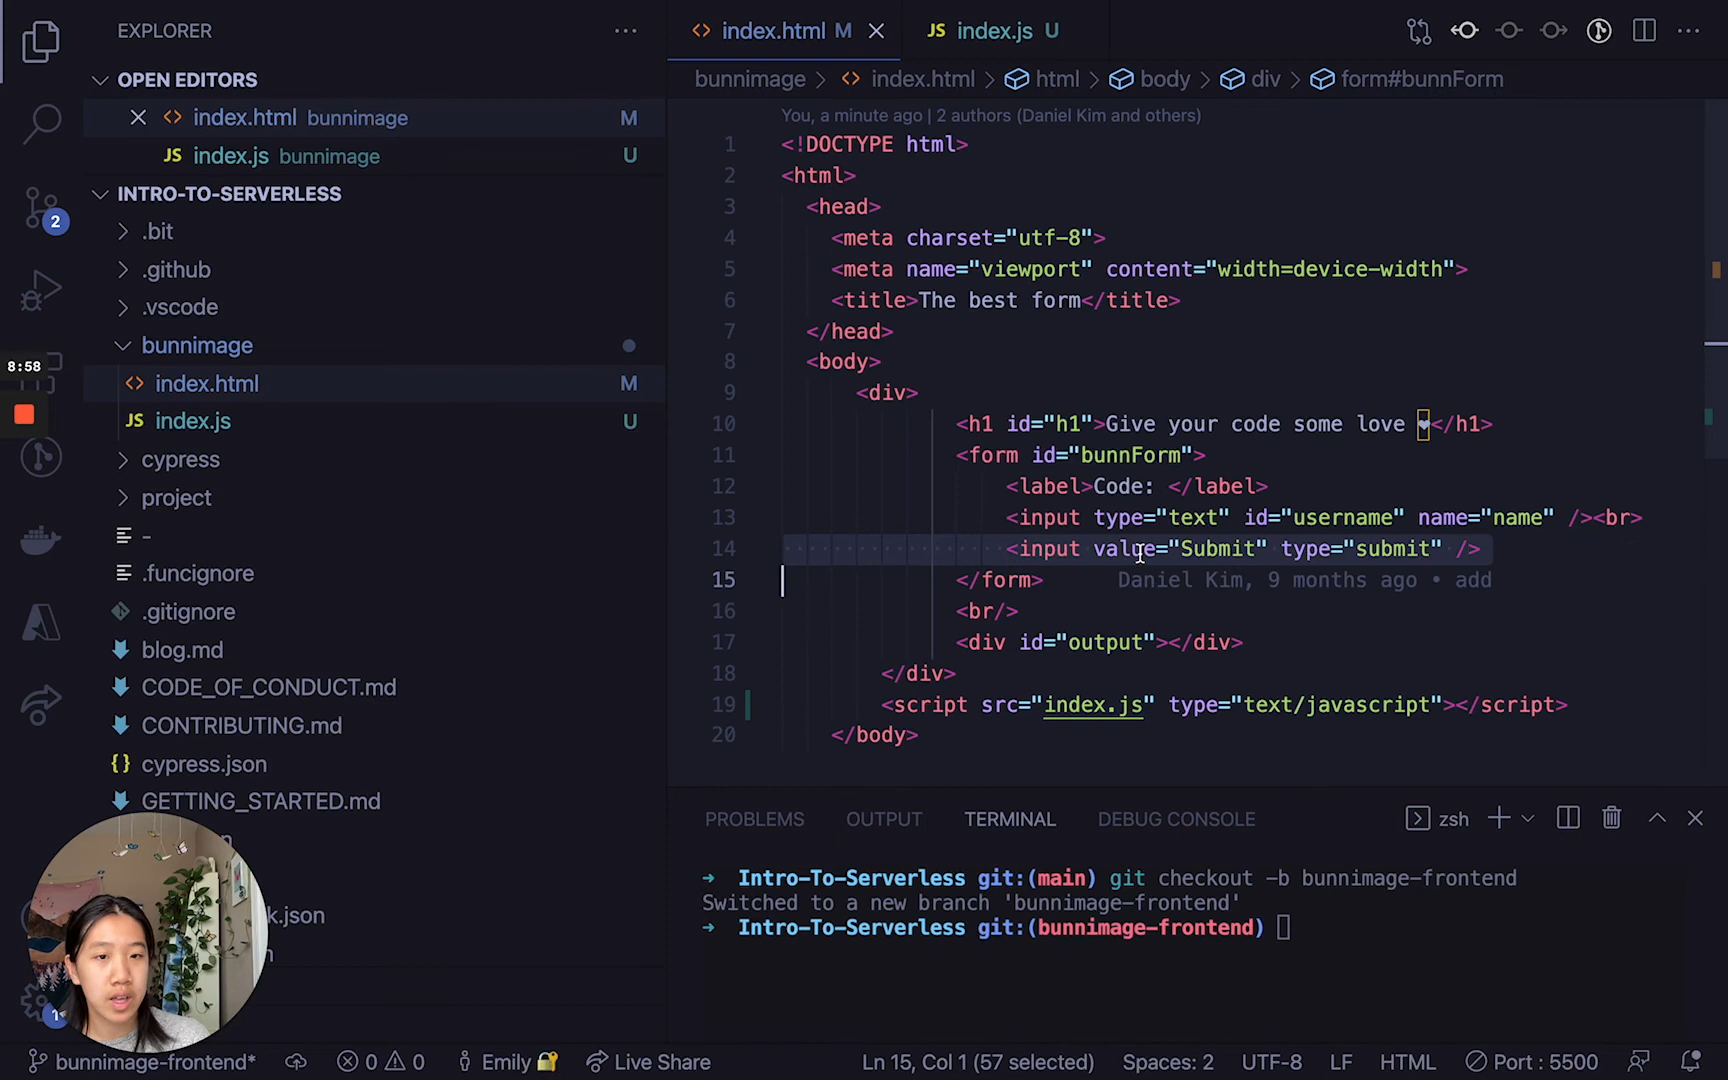 EXPLORER
OPEN EDITORS
index.html bunnimage M
JS index.js bunnimage U
INTRO-TO-SERVERLESS
.bit
.github
.vscode
bunnimage
index.html M
JS index.js U
cypress
project
-
.funcignore
.gitignore
blog.md
CODE_OF_CONDUCT.md
CONTRIBUTING.md
{} cypress.json
GETTING_STARTED.md
k.json
2
8:58
1
index.html M
JS index.js U
bunnimage > index.html > html > body > div > form#bunnForm
You, a minute ago | 2 authors (Daniel Kim and others)
1 <!DOCTYPE html>
2 <html>
3 <head>
4 <meta charset="utf-8">
5 <meta name="viewport" content="width=device-width">
6 <title>The best form</title>
7 </head>
8 <body>
9 <div>
10 <h1 id="h1">Give your code some love ❤</h1>
11 <form id="bunnForm">
12 <label>Code: </label>
13 <input type="text" id="username" name="name" /><br>
14 <input value="Submit" type="submit" />
15 </form> Daniel Kim, 9 months ago • add
16 <br/>
17 <div id="output"></div>
18 </div>
19 <script src="index.js" type="text/javascript"></script>
20 </body>
PROBLEMS OUTPUT TERMINAL DEBUG CONSOLE zsh
→ Intro-To-Serverless git:(main) git checkout -b bunnimage-frontend
Switched to a new branch 'bunnimage-frontend'
→ Intro-To-Serverless git:(bunnimage-frontend)
bunnimage-frontend* 0 0 Emily 🔐 Live Share Ln 15, Col 1 (57 selected) Spaces: 2 UTF-8 LF HTML Port : 5500